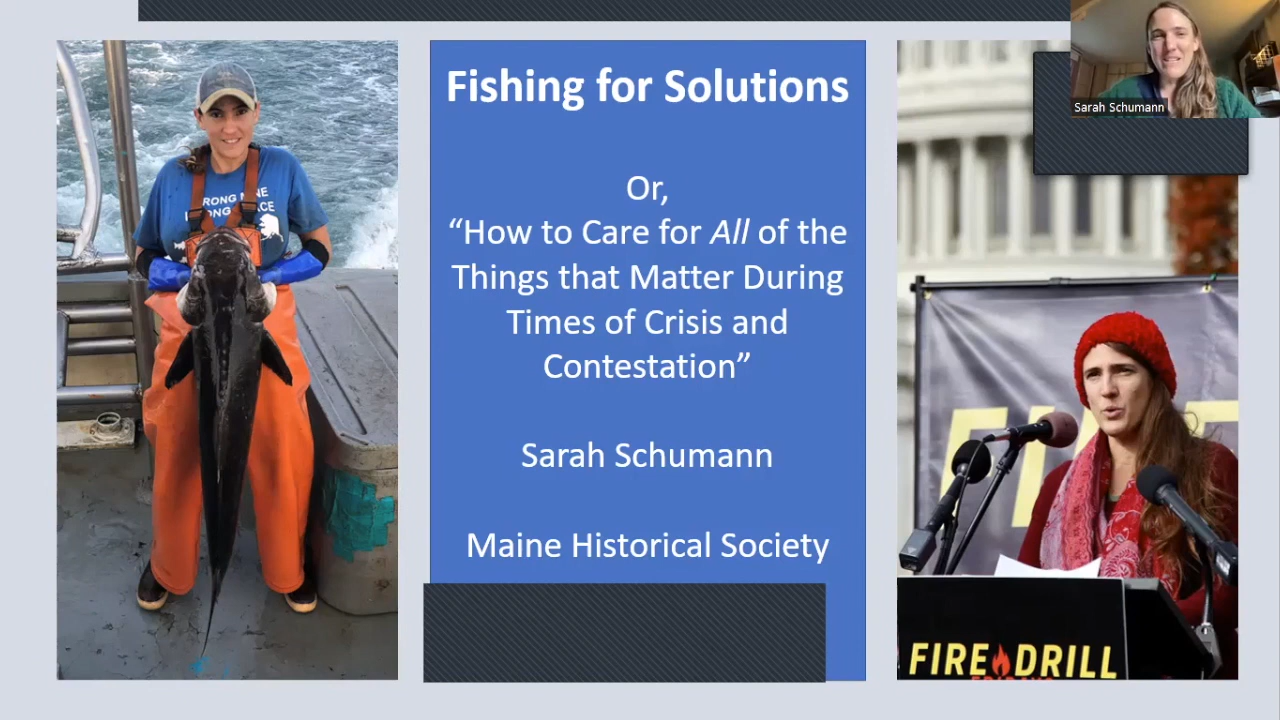 Fishing for Solutions
Or,
“How to Care for All of the
Things that Matter During
Times of Crisis and
Contestation”
Sarah Schumann
Maine Historical Society
Sarah Schumann
FIRE DRILL